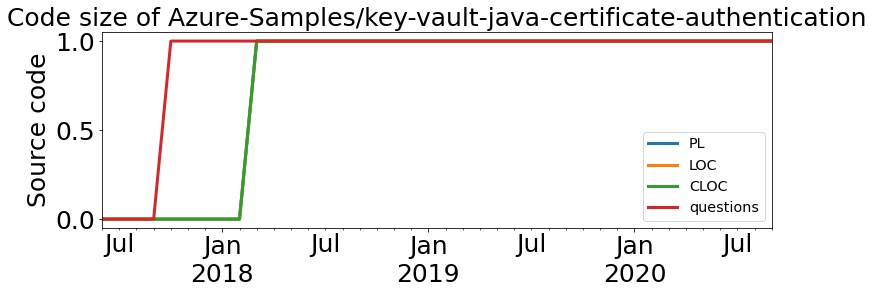 Code size of Azure-Samples/key-vault-java-certificate-authentication
Source code
1.0
0.5
0.0
PL
LOC
CLOC
questions
Jul Jan Jul Jan Jul Jan Jul
2018 2019 2020